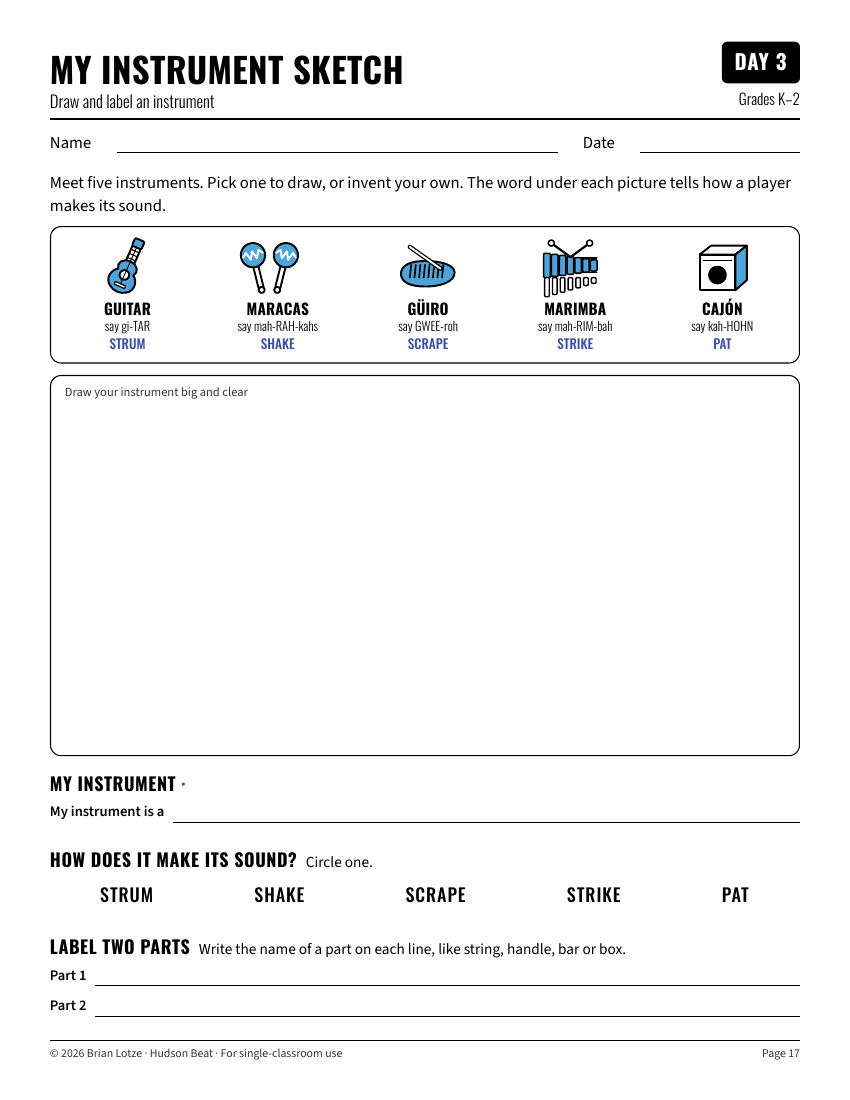 MY INSTRUMENT SKETCH
DAY 3
Draw and label an instrument
Grades K–2
Name
Date
Meet five instruments. Pick one to draw, or invent your own. The word under each picture tells how a player
makes its sound.
GUITAR
say gi-TAR
STRUM
MARACAS
say mah-RAH-kahs
SHAKE
GÜIRO
say GWEE-roh
SCRAPE
MARIMBA
say mah-RIM-bah
STRIKE
CAJÓN
say kah-HOHN
PAT
Draw your instrument big and clear
MY INSTRUMENT ·
My instrument is a
HOW DOES IT MAKE ITS SOUND? Circle one.
STRUM SHAKE SCRAPE STRIKE PAT
LABEL TWO PARTS Write the name of a part on each line, like string, handle, bar or box.
Part 1
Part 2
© 2026 Brian Lotze · Hudson Beat · For single-classroom use
Page 17